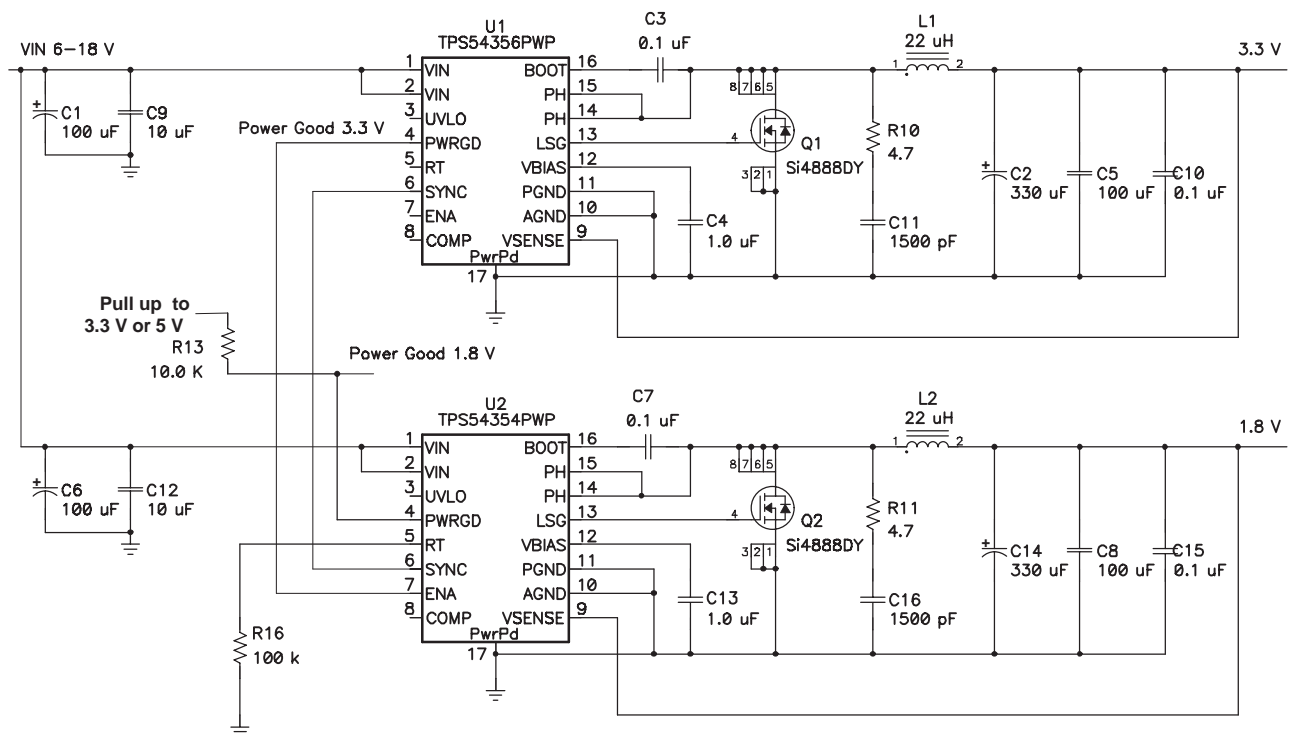 VIN 6–18 V
C1
100 uF
C9
10 uF
Power Good 3.3 V
U1
TPS54356PWP
1 VIN BOOT 16
2 VIN PH 15
3 UVLO PH 14
4 PWRGD LSG 13
5 RT VBIAS 12
6 SYNC PGND 11
7 ENA AGND 10
8 COMP VSENSE 9
PwrPd
17
C3
0.1 uF
C4
1.0 uF
8 7 6 5
4
3 2 1
Q1
Si4888DY
R10
4.7
C11
1500 pF
L1
22 uH
1 2
3.3 V
C2
330 uF
C5
100 uF
C10
0.1 uF
Pull up to
3.3 V or 5 V
R13
10.0 K
Power Good 1.8 V
C6
100 uF
C12
10 uF
R16
100 k
U2
TPS54354PWP
1 VIN BOOT 16
2 VIN PH 15
3 UVLO PH 14
4 PWRGD LSG 13
5 RT VBIAS 12
6 SYNC PGND 11
7 ENA AGND 10
8 COMP VSENSE 9
PwrPd
17
C7
0.1 uF
C13
1.0 uF
8 7 6 5
4
3 2 1
Q2
Si4888DY
R11
4.7
C16
1500 pF
L2
22 uH
1 2
1.8 V
C14
330 uF
C8
100 uF
C15
0.1 uF